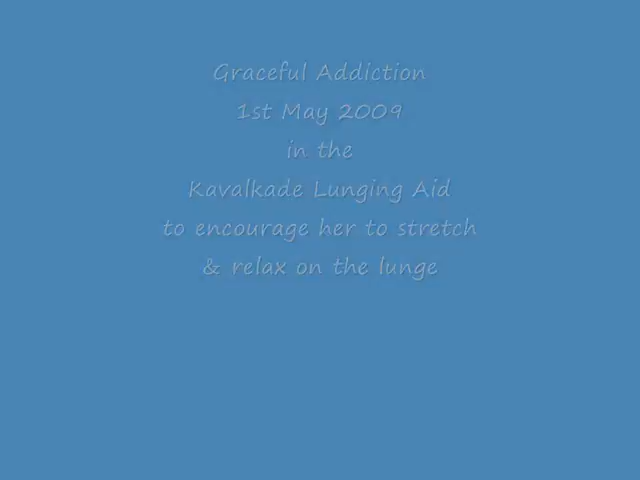 Graceful Addiction
1st May 2009
in the
Kavalkade Lunging Aid
to encourage her to stretch
& relax on the lunge